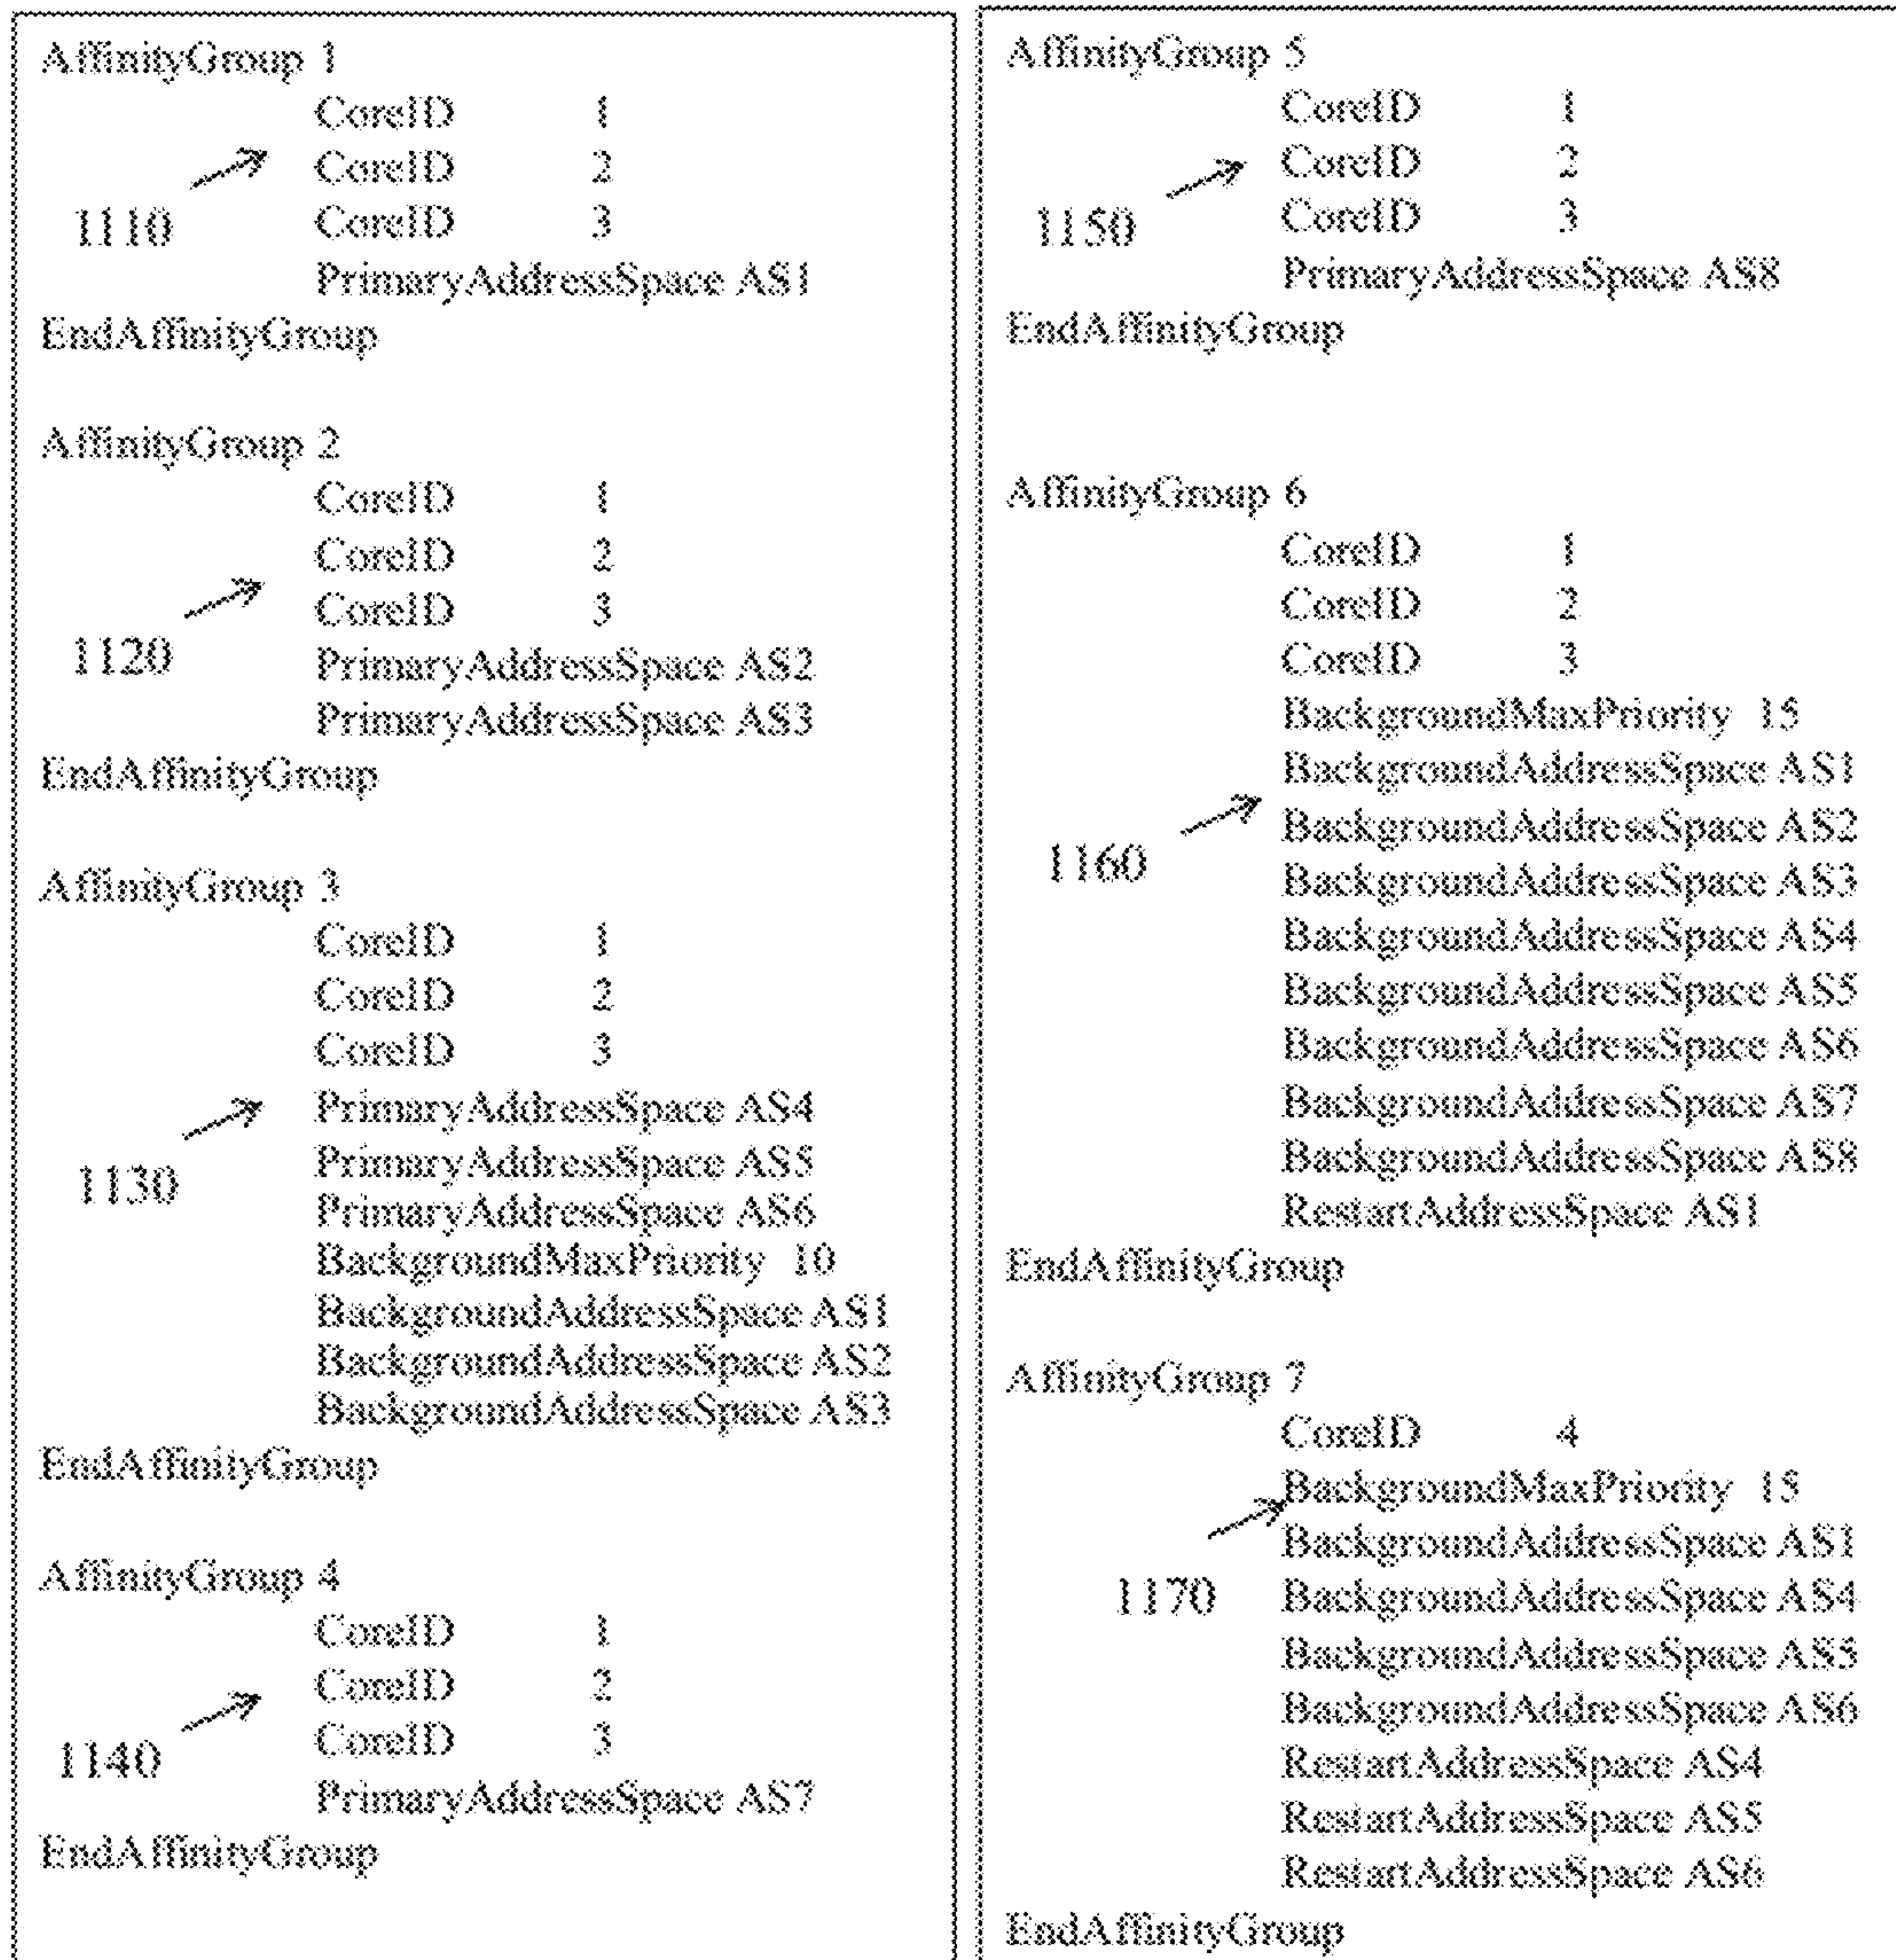 AffinityGroup 1
CoreID 1
CoreID 2
1110
CoreID 3
PrimaryAddressSpace AS1
EndAffinityGroup
AffinityGroup 2
CoreID 1
CoreID 2
CoreID 3
1120
PrimaryAddressSpace AS2
PrimaryAddressSpace AS3
EndAffinityGroup
AffinityGroup 3
CoreID 1
CoreID 2
CoreID 3
PrimaryAddressSpace AS4
1130
PrimaryAddressSpace AS5
PrimaryAddressSpace AS6
BackgroundMaxPriority 10
BackgroundAddressSpace AS1
BackgroundAddressSpace AS2
BackgroundAddressSpace AS3
EndAffinityGroup
AffinityGroup 4
CoreID 1
CoreID 2
CoreID 3
1140
PrimaryAddressSpace AS7
EndAffinityGroup
AffinityGroup 5
CoreID 1
CoreID 2
1150
CoreID 3
PrimaryAddressSpace AS8
EndAffinityGroup
AffinityGroup 6
CoreID 1
CoreID 2
CoreID 3
BackgroundMaxPriority 15
BackgroundAddressSpace AS1
BackgroundAddressSpace AS2
1160
BackgroundAddressSpace AS3
BackgroundAddressSpace AS4
BackgroundAddressSpace AS5
BackgroundAddressSpace AS6
BackgroundAddressSpace AS7
BackgroundAddressSpace AS8
RestartAddressSpace AS1
EndAffinityGroup
AffinityGroup 7
CoreID 4
BackgroundMaxPriority 15
BackgroundAddressSpace AS1
1170
BackgroundAddressSpace AS4
BackgroundAddressSpace AS5
BackgroundAddressSpace AS6
RestartAddressSpace AS4
RestartAddressSpace AS5
RestartAddressSpace AS6
EndAffinityGroup